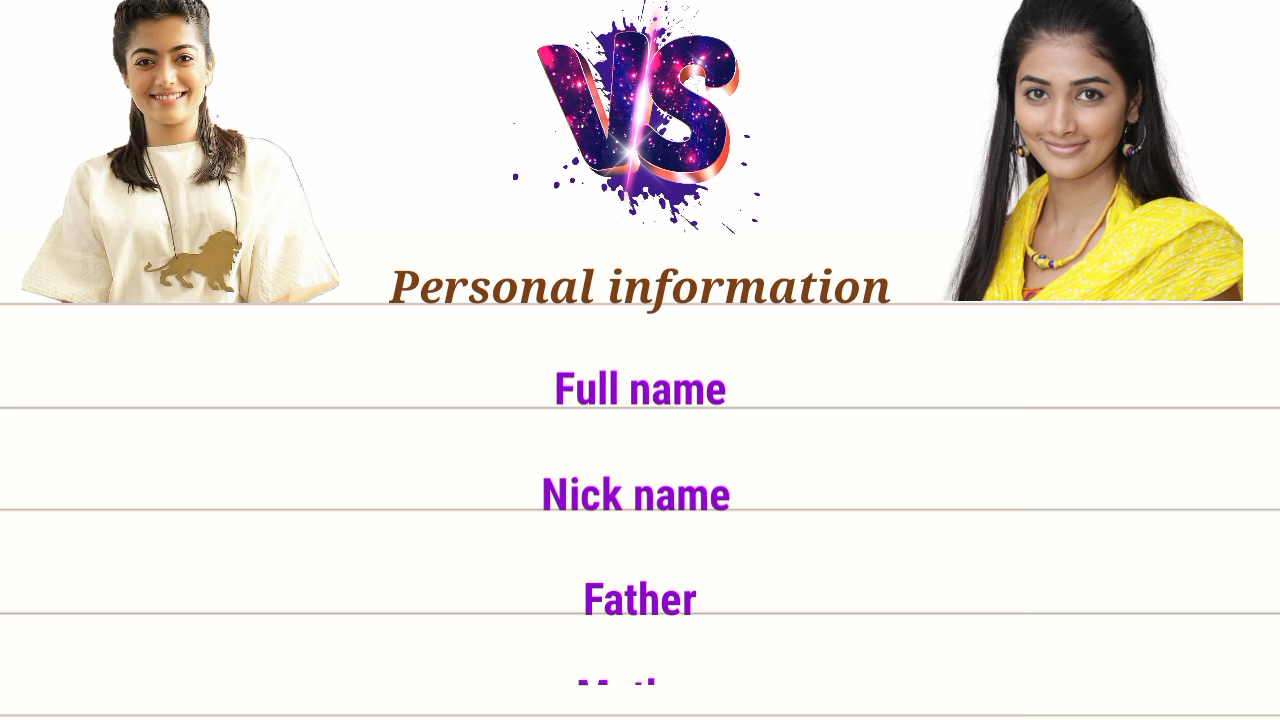 VS
Personal information
Full name
Nick name
Father